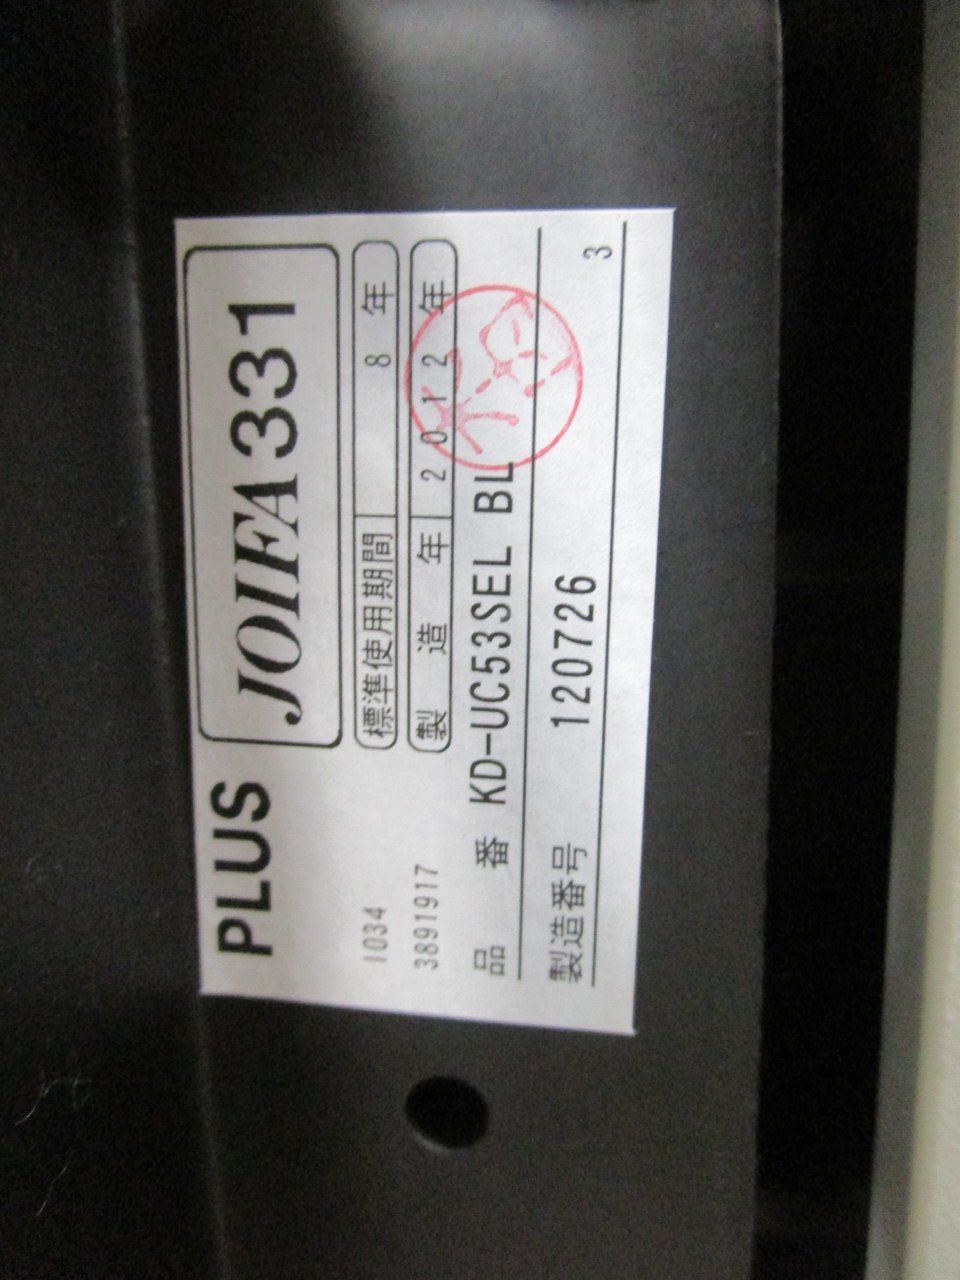 PLUS
JOIFA 331
1034
標準使用期間 8 年
3891917
製造年 2012 年
品番 KD-UC53SEL BL
製造番号 120726
3